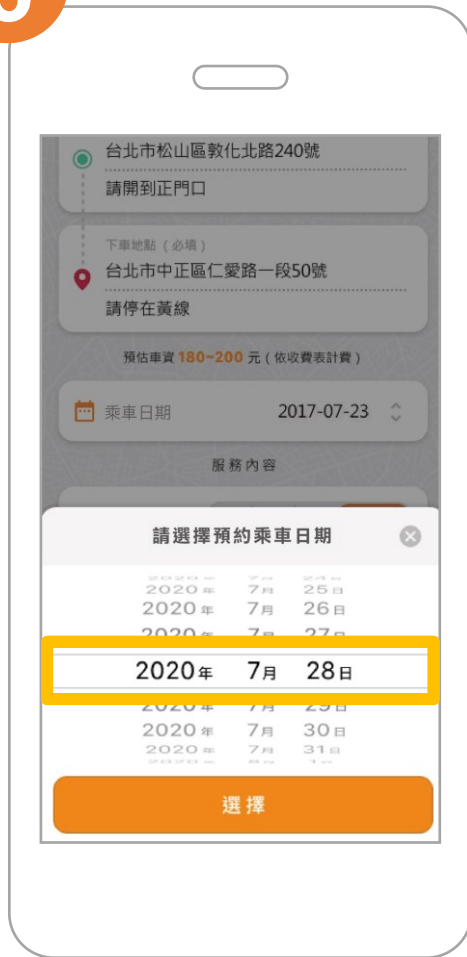 台北市松山區敦化北路240號
請開到正門口
下車地點（必填）
台北市中正區仁愛路一段50號
請停在黃線
預估車資 180~200 元（依收費表計費）
乘車日期 2017-07-23
服務內容
請選擇預約乘車日期
2020年 7月 25日
2020年 7月 26日
2020年 7月 27日
2020年 7月 28日
2020年 7月 29日
2020年 7月 30日
2020年 7月 31日
選擇